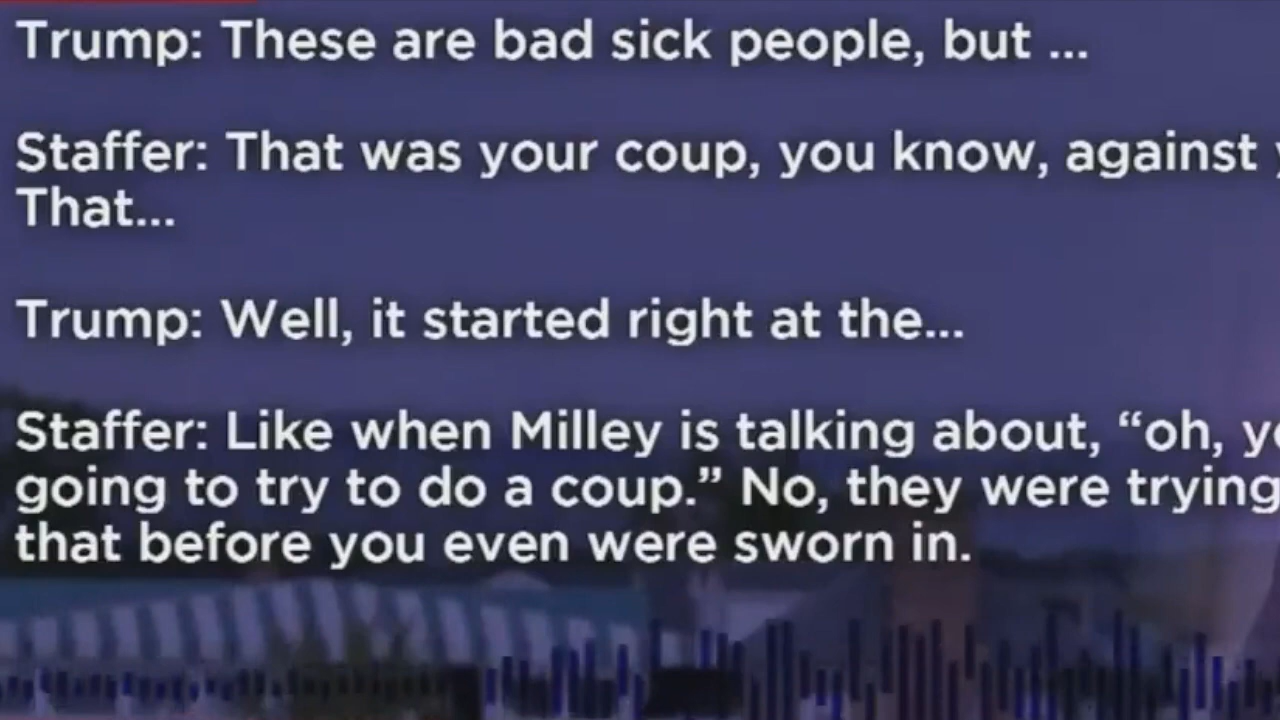 Trump: These are bad sick people, but ...
Staffer: That was your coup, you know, against
That...
Trump: Well, it started right at the...
Staffer: Like when Milley is talking about, “oh,
going to try to do a coup.” No, they were trying
that before you even were sworn in.